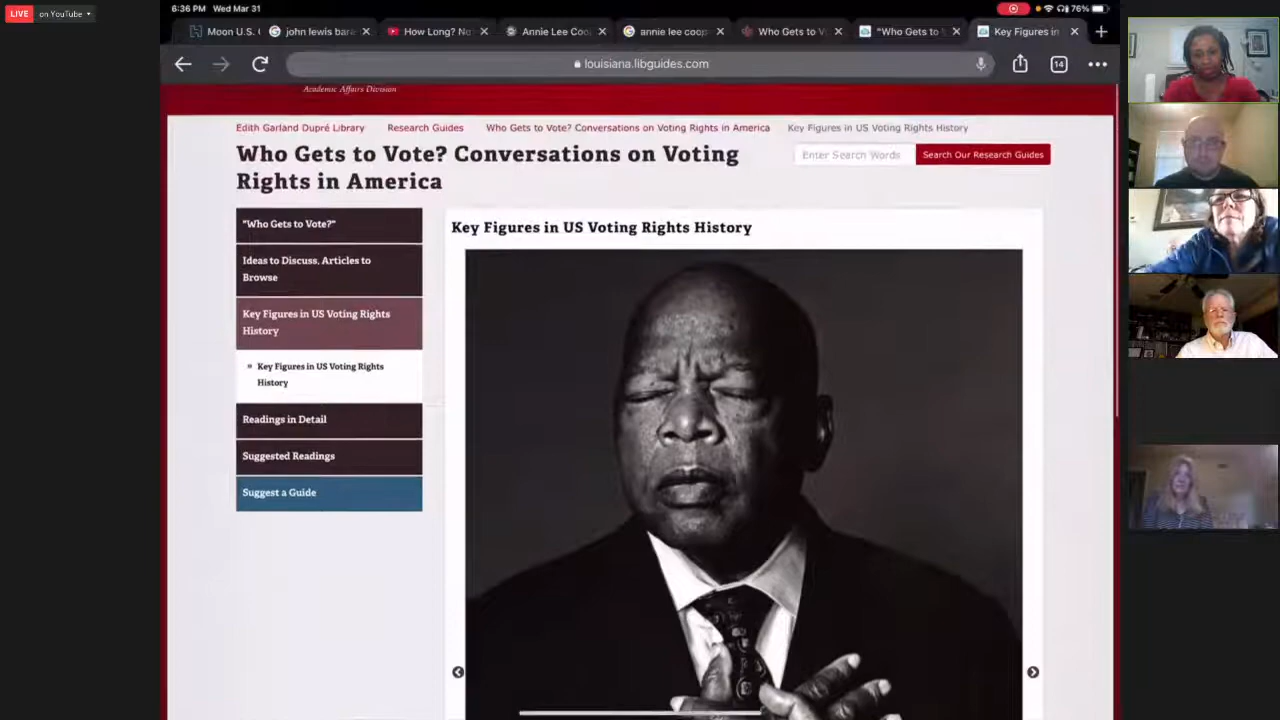 LIVE on YouTube
6:36 PM Wed Mar 31
76%
Moon U.S.
john lewis bara
How Long? No
Annie Lee Coo
annie lee coop
Who Gets to V
"Who Gets to
Key Figures in
louisiana.libguides.com
14
Academic Affairs Division
Edith Garland Dupré Library
Research Guides
Who Gets to Vote? Conversations on Voting Rights in America
Key Figures in US Voting Rights History
Who Gets to Vote? Conversations on Voting
Rights in America
Enter Search Words
Search Our Research Guides
"Who Gets to Vote?"
Ideas to Discuss, Articles to
Browse
Key Figures in US Voting Rights
History
Key Figures in US Voting Rights
History
Readings in Detail
Suggested Readings
Suggest a Guide
Key Figures in US Voting Rights History